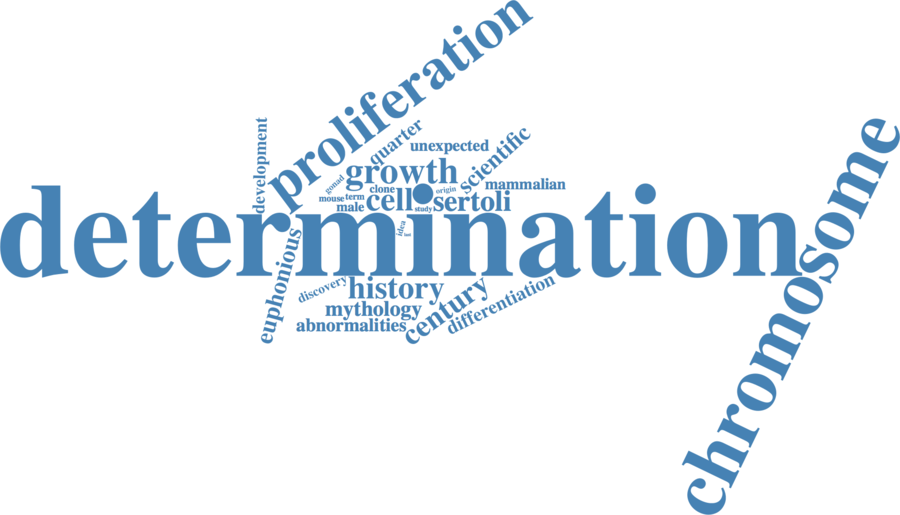 proliferation
development
quarter
unexpected
scientific
growth
gonad
clone
origin
mammalian
mouse
term
cell
study
sertoli
male
determination
chromosome
idea
euphonious
discovery
history
century
differentiation
mythology
abnormalities